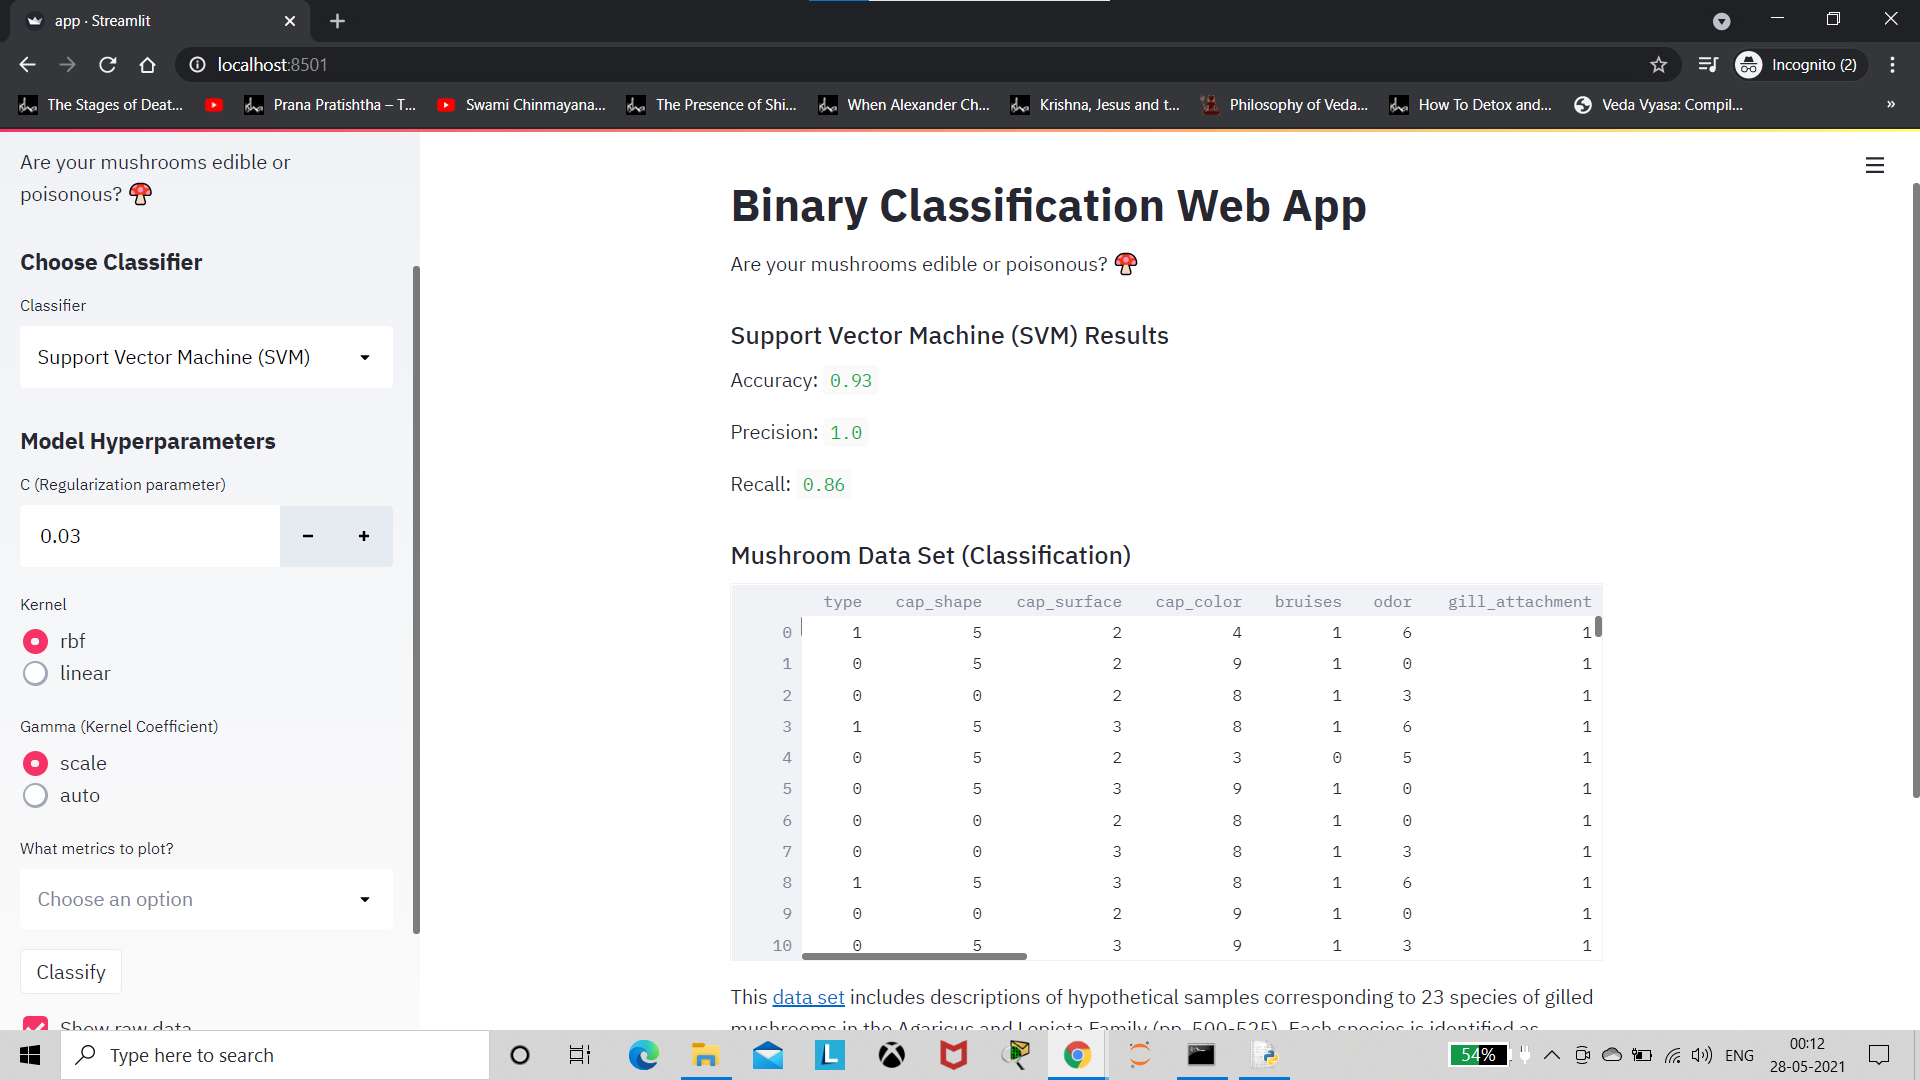 app · Streamlit
localhost:8501
Incognito (2)
The Stages of Deat...
Prana Pratishtha – T...
Swami Chinmayana...
The Presence of Shi...
When Alexander Ch...
Krishna, Jesus and t...
Philosophy of Veda...
How To Detox and...
Veda Vyasa: Compil...
»
Are your mushrooms edible or
poisonous? 🍄
Choose Classifier
Classifier
Support Vector Machine (SVM)
Model Hyperparameters
C (Regularization parameter)
0.03
Kernel
rbf
linear
Gamma (Kernel Coefficient)
scale
auto
What metrics to plot?
Choose an option
Classify
Show raw data
Binary Classification Web App
Are your mushrooms edible or poisonous? 🍄
Support Vector Machine (SVM) Results
Accuracy: 0.93
Precision: 1.0
Recall: 0.86
Mushroom Data Set (Classification)
type cap_shape cap_surface cap_color bruises odor gill_attachment
0 1 5 2 4 1 6 1
1 0 5 2 9 1 0 1
2 0 0 2 8 1 3 1
3 1 5 3 8 1 6 1
4 0 5 2 3 0 5 1
5 0 5 3 9 1 0 1
6 0 0 2 8 1 0 1
7 0 0 3 8 1 3 1
8 1 5 3 8 1 6 1
9 0 0 2 9 1 0 1
10 0 5 3 9 1 3 1
This data set includes descriptions of hypothetical samples corresponding to 23 species of gilled
mushrooms in the Agaricus and Lepiota Family (pp. 500-525). Each species is identified as
Type here to search
L
54%
ENG
00:12
28-05-2021